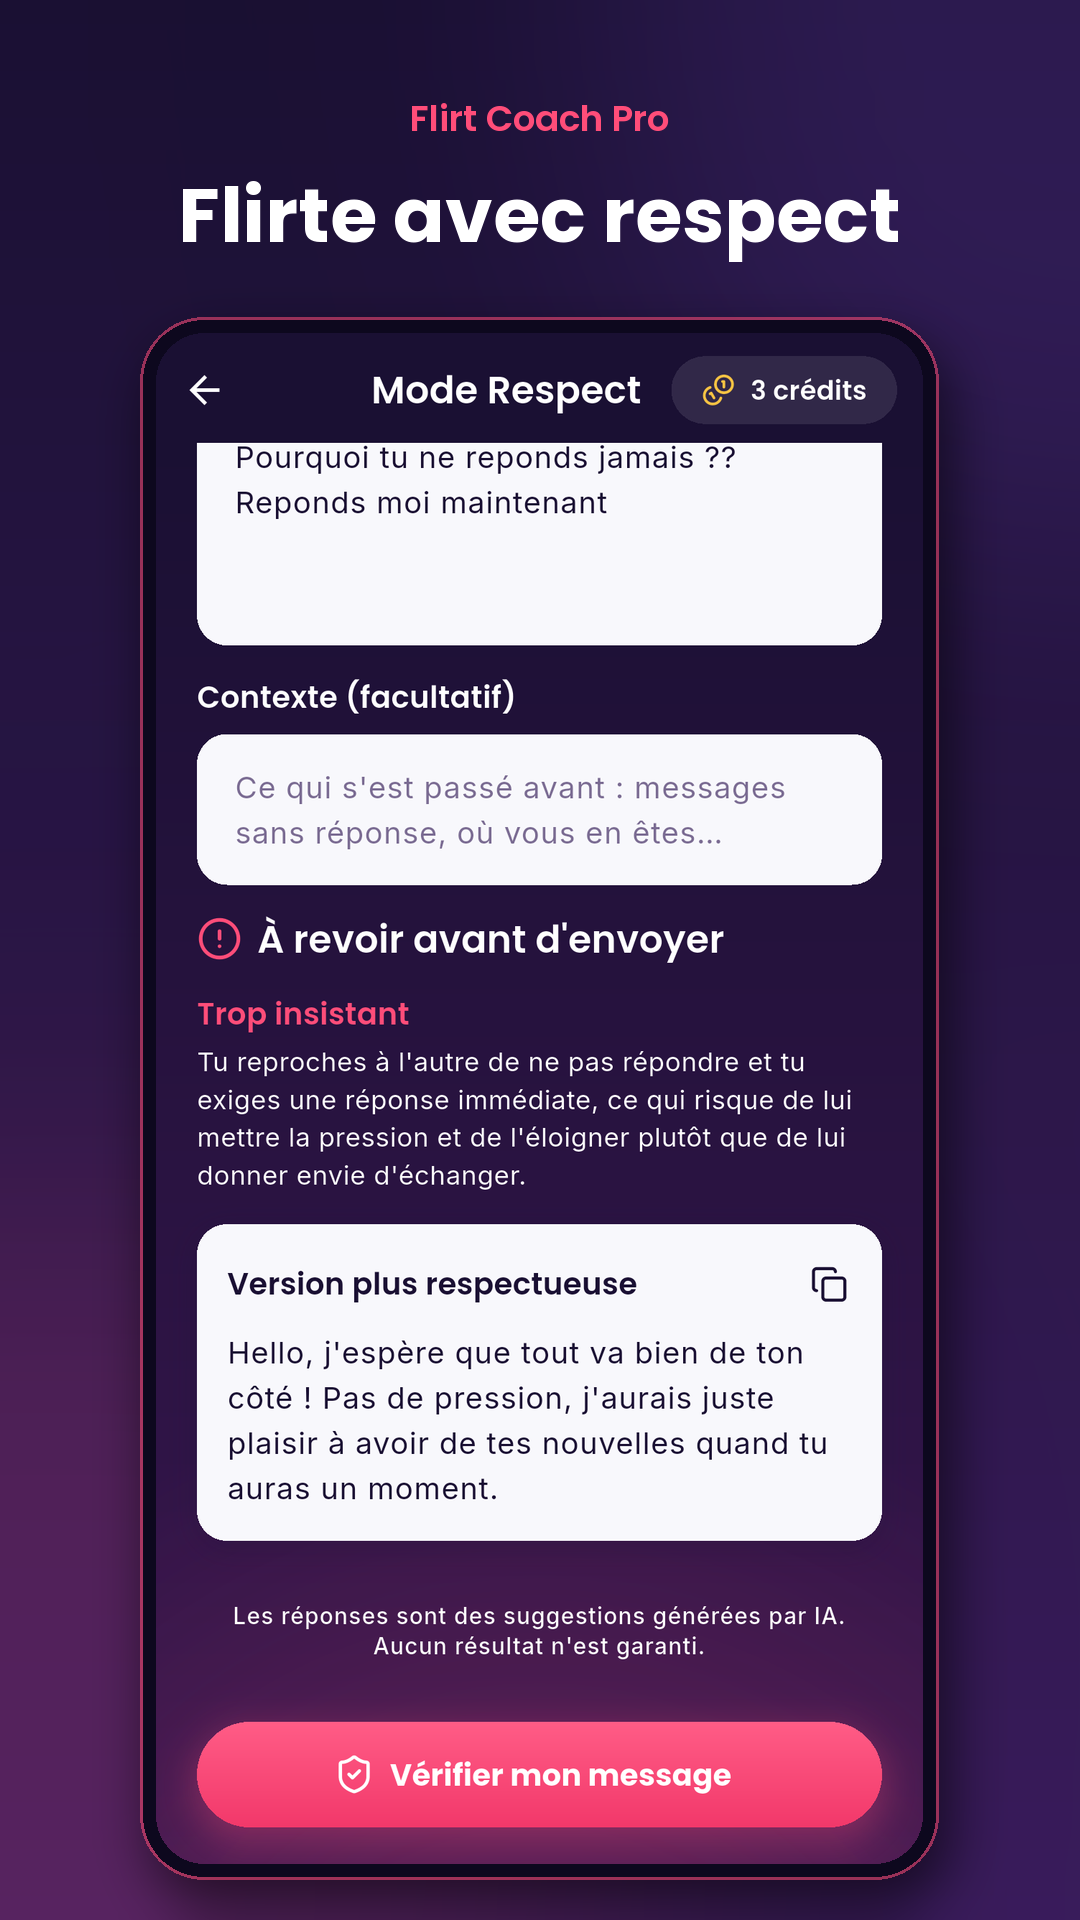 Flirt Coach Pro
Flirte avec respect
Mode Respect
3 crédits
Pourquoi tu ne reponds jamais ??
Reponds moi maintenant
Contexte (facultatif)
Ce qui s'est passé avant : messages
sans réponse, où vous en êtes...
À revoir avant d'envoyer
Trop insistant
Tu reproches à l'autre de ne pas répondre et tu
exiges une réponse immédiate, ce qui risque de lui
mettre la pression et de l'éloigner plutôt que de lui
donner envie d'échanger.
Version plus respectueuse
Hello, j'espère que tout va bien de ton
côté ! Pas de pression, j'aurais juste
plaisir à avoir de tes nouvelles quand tu
auras un moment.
Les réponses sont des suggestions générées par IA.
Aucun résultat n'est garanti.
Vérifier mon message